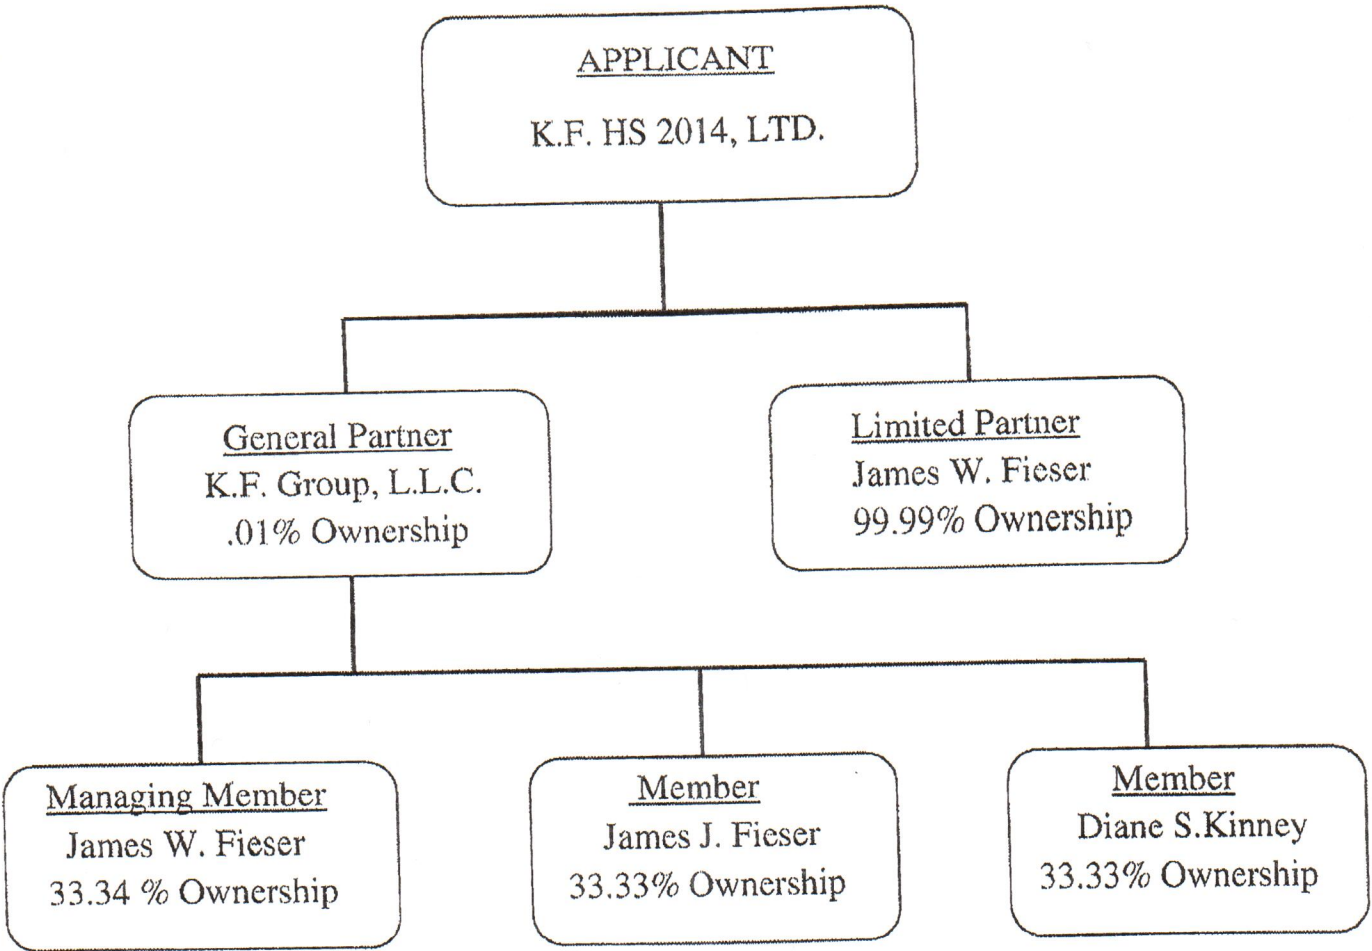 APPLICANT
K.F. HS 2014, LTD.
General Partner
K.F. Group, L.L.C.
.01% Ownership
Limited Partner
James W. Fieser
99.99% Ownership
Managing Member
James W. Fieser
33.34 % Ownership
Member
James J. Fieser
33.33% Ownership
Member
Diane S.Kinney
33.33% Ownership